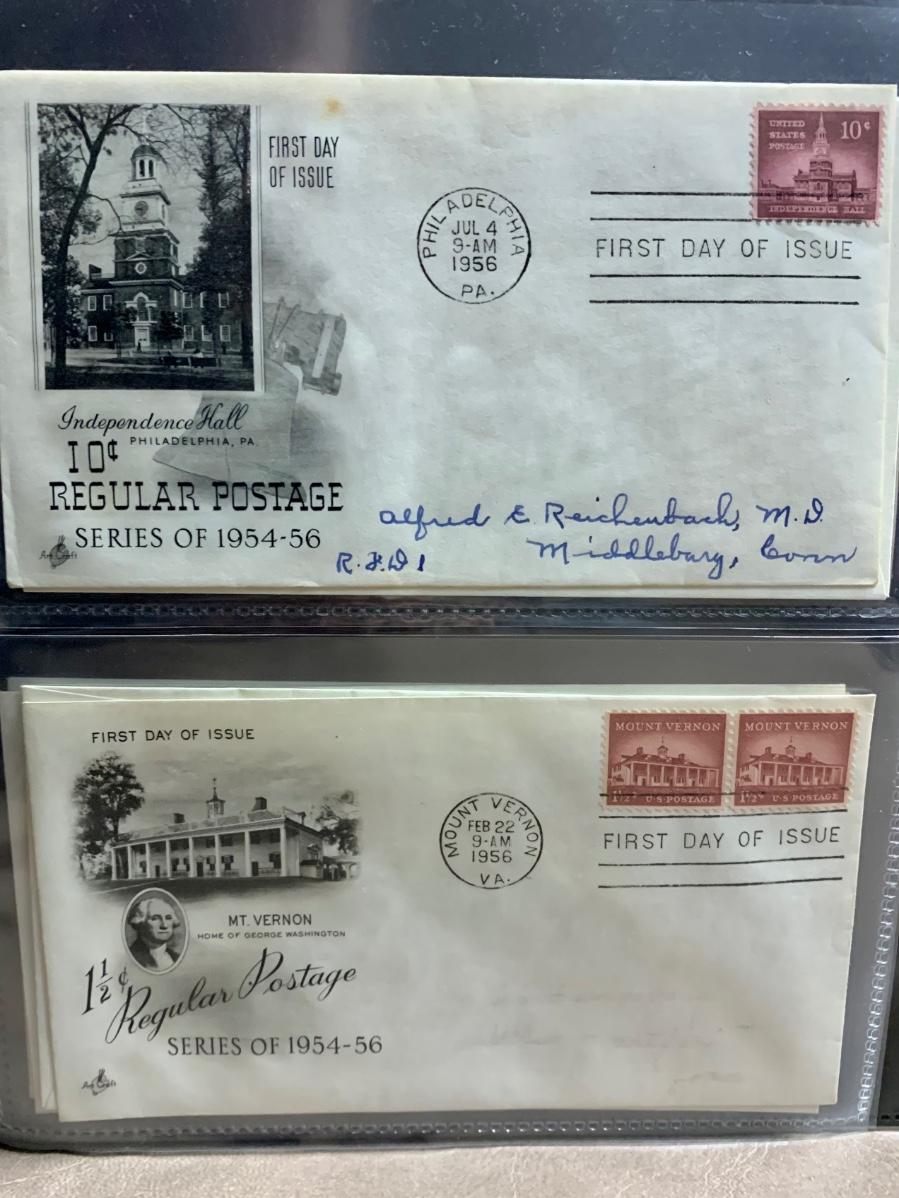 FIRST DAY
OF ISSUE
UNITED
STATES
POSTAGE
10¢
INDEPENDENCE HALL
PHILADELPHIA
JUL 4
9-AM
1956
PA.
FIRST DAY OF ISSUE
Independence Hall
PHILADELPHIA, PA.
10¢
REGULAR POSTAGE
SERIES OF 1954-56
Art Craft
Alfred E. Reichenbach, M.D.
R.F.D 1 Middlebury, Conn
FIRST DAY OF ISSUE
MOUNT VERNON
1½¢ U·S·POSTAGE
MOUNT VERNON
1½¢ U·S·POSTAGE
MOUNT VERNON
FEB 22
9-AM
1956
VA.
FIRST DAY OF ISSUE
MT. VERNON
HOME OF GEORGE WASHINGTON
1½¢
Regular Postage
SERIES OF 1954-56
Art Craft